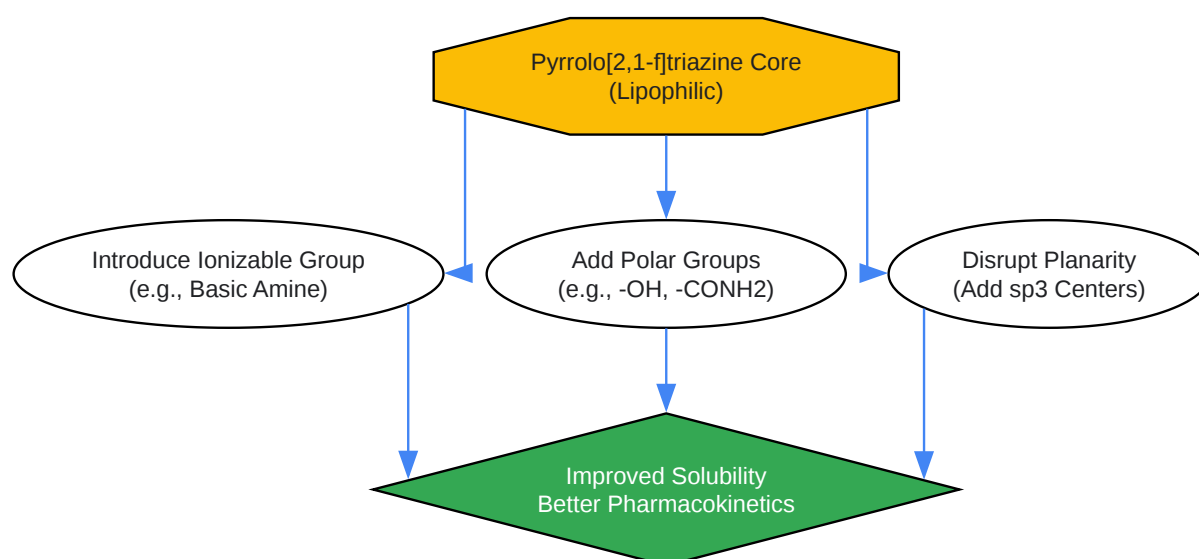 Pyrrolo[2,1-f]triazine Core
(Lipophilic)
Introduce Ionizable Group
(e.g., Basic Amine)
Add Polar Groups
(e.g., -OH, -CONH2)
Disrupt Planarity
(Add sp3 Centers)
Improved Solubility
Better Pharmacokinetics